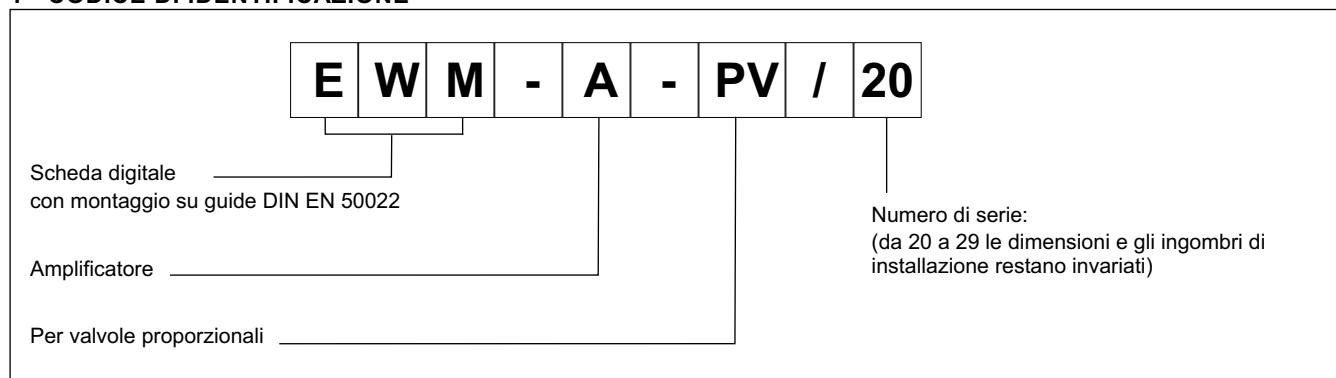 E W M - A - PV / 20
Scheda digitale
con montaggio su guide DIN EN 50022
Numero di serie:
(da 20 a 29 le dimensioni e gli ingombri di
installazione restano invariati)
Amplificatore
Per valvole proporzionali